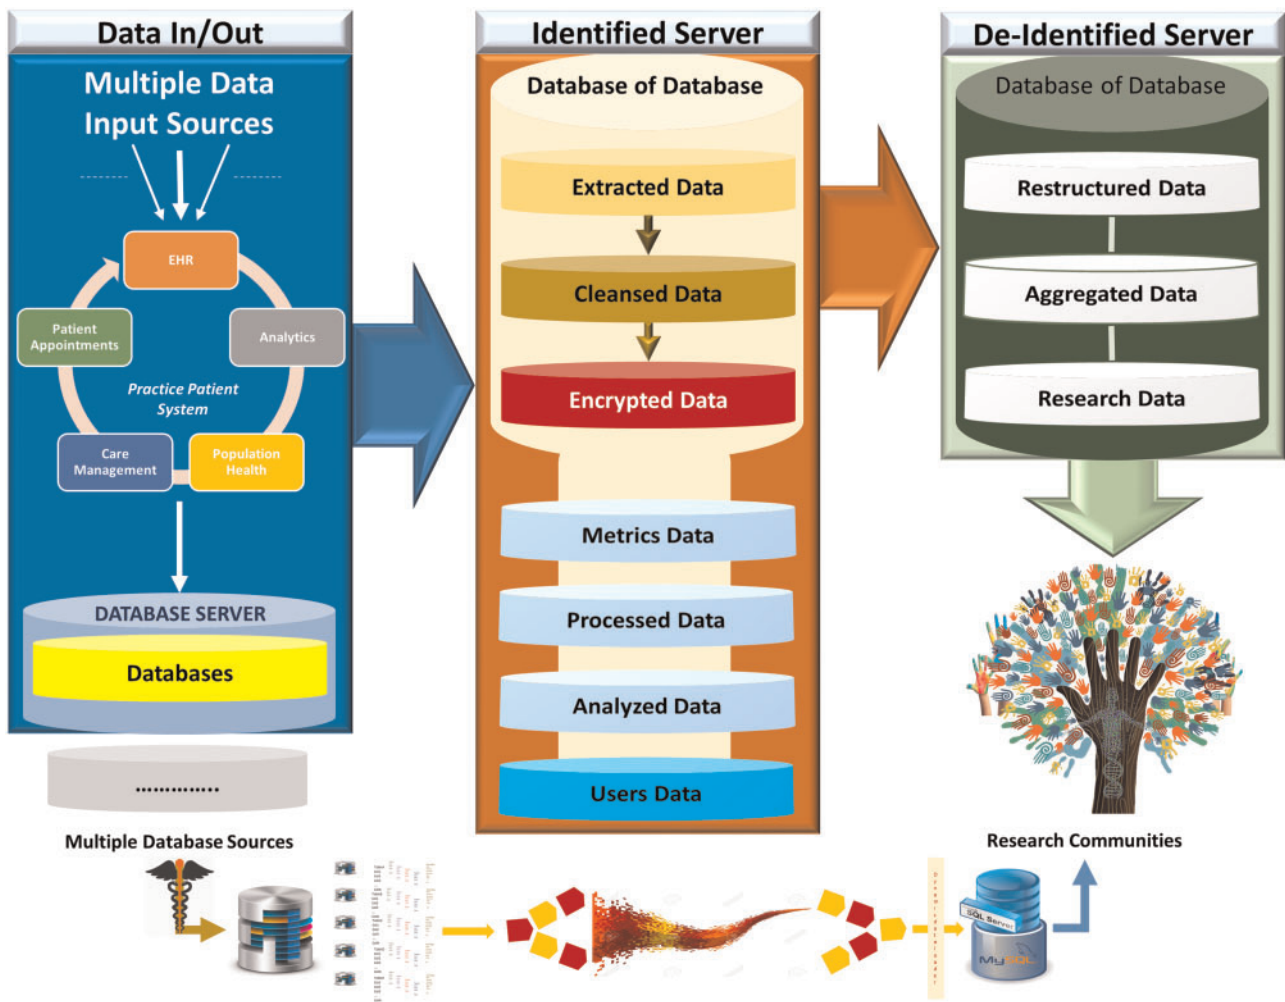 Data In/Out
Multiple Data
Input Sources
EHR
Patient
Appointments
Analytics
Practice Patient
System
Care
Management
Population
Health
DATABASE SERVER
Databases
…………..
Multiple Database Sources
Identified Server
Database of Database
Extracted Data
Cleansed Data
Encrypted Data
Metrics Data
Processed Data
Analyzed Data
Users Data
De-Identified Server
Database of Database
Restructured Data
Aggregated Data
Research Data
Research Communities
SQL Server
MySQL